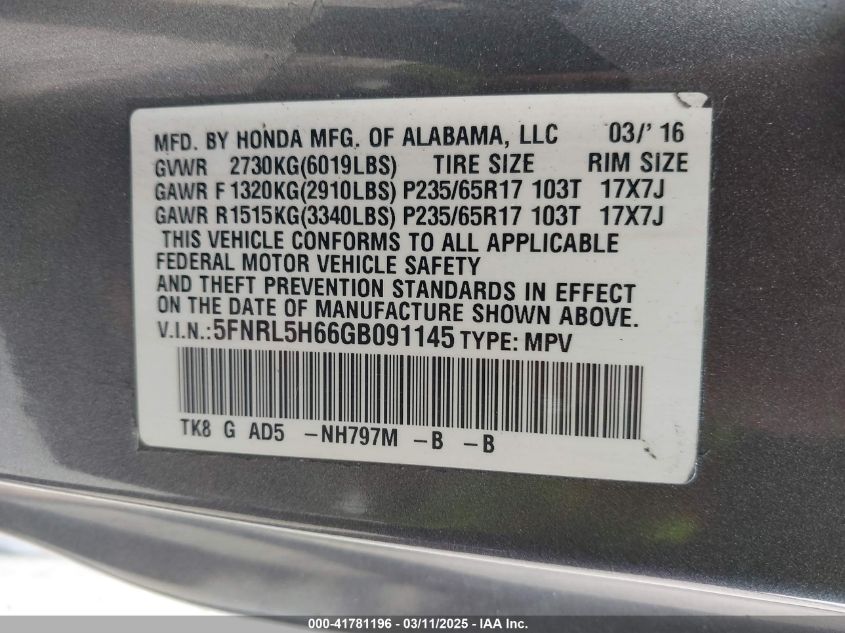 MFD. BY HONDA MFG. OF ALABAMA, LLC 03/' 16
GVWR 2730KG(6019LBS) TIRE SIZE RIM SIZE
GAWR F 1320KG(2910LBS) P235/65R17 103T 17X7J
GAWR R1515KG(3340LBS) P235/65R17 103T 17X7J
THIS VEHICLE CONFORMS TO ALL APPLICABLE
FEDERAL MOTOR VEHICLE SAFETY
AND THEFT PREVENTION STANDARDS IN EFFECT
ON THE DATE OF MANUFACTURE SHOWN ABOVE.
V.I.N.:5FNRL5H66GB091145 TYPE: MPV
TK8 G AD5 -NH797M -B -B
000-41781196 - 03/11/2025 - IAAI - Copart - IAA, Inc.